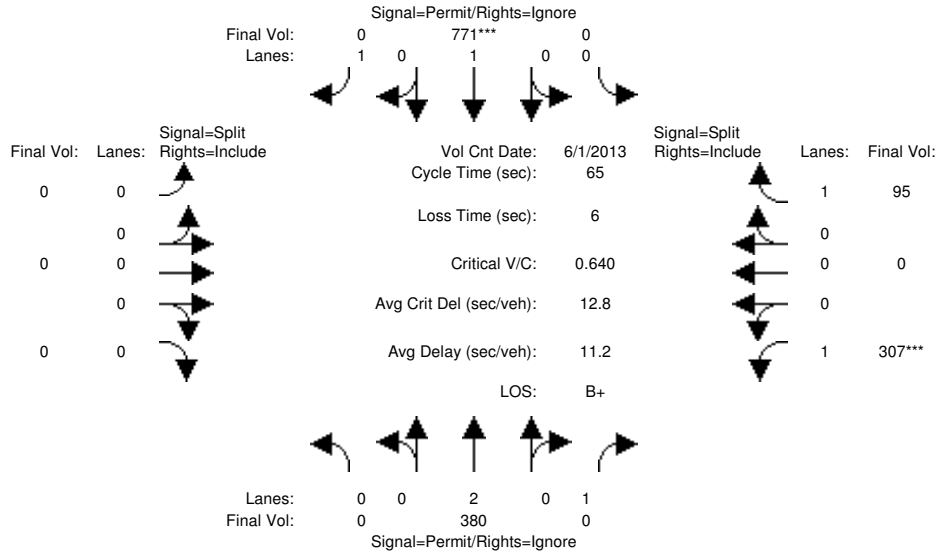 Signal=Permit/Rights=Ignore
Final Vol: 0 771*** 0
Lanes: 1 0 1 0 0
Signal=Split
Final Vol: Lanes: Rights=Include
Vol Cnt Date: 6/1/2013
Signal=Split
Rights=Include Lanes: Final Vol:
Cycle Time (sec): 65
0 0
1 95
Loss Time (sec): 6
0
0
0 0
Critical V/C: 0.640
0 0
0
Avg Crit Del (sec/veh): 12.8
0
0 0
Avg Delay (sec/veh): 11.2
1 307***
LOS: B+
Lanes: 0 0 2 0 1
Final Vol: 0 380 0
Signal=Permit/Rights=Ignore